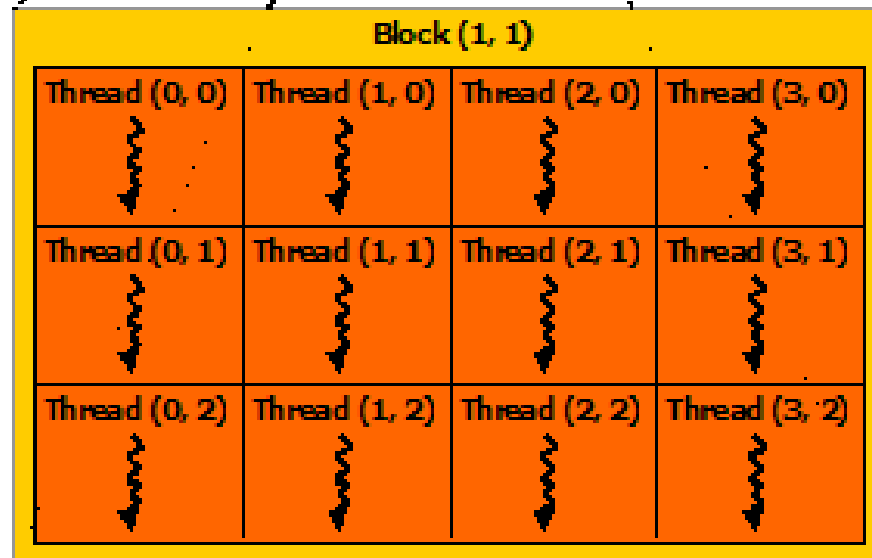 Block (1, 1)
Thread (0, 0) Thread (1, 0) Thread (2, 0) Thread (3, 0)
Thread (0, 1) Thread (1, 1) Thread (2, 1) Thread (3, 1)
Thread (0, 2) Thread (1, 2) Thread (2, 2) Thread (3, 2)